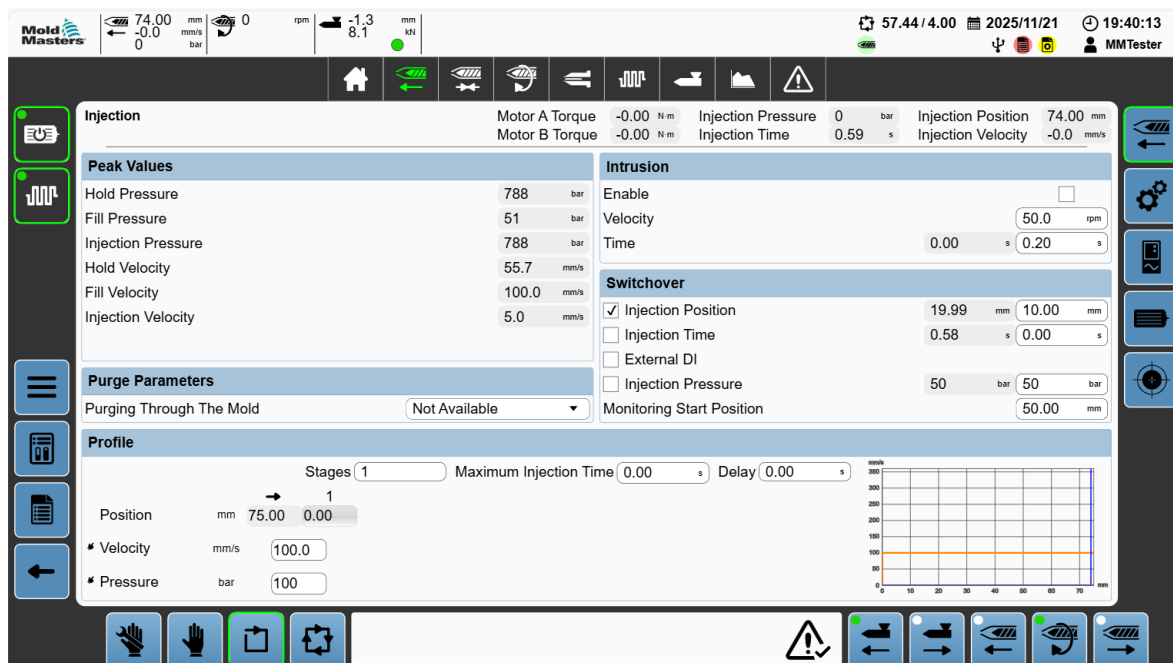 Mold Masters
74.00 mm
-0.0 mm/s
0 bar
0 rpm
-1.3 mm
8.1 kN
57.44 / 4.00 2025/11/21 19:40:13
MMTester
Injection
Motor A Torque -0.00 N·m Injection Pressure 0 bar Injection Position 74.00 mm
Motor B Torque -0.00 N·m Injection Time 0.59 s Injection Velocity -0.0 mm/s
Peak Values
Hold Pressure 788 bar
Fill Pressure 51 bar
Injection Pressure 788 bar
Hold Velocity 55.7 mm/s
Fill Velocity 100.0 mm/s
Injection Velocity 5.0 mm/s
Purge Parameters
Purging Through The Mold Not Available
Intrusion
Enable
Velocity 50.0 rpm
Time 0.00 s 0.20 s
Switchover
Injection Position 19.99 mm 10.00 mm
Injection Time 0.58 s 0.00 s
External DI
Injection Pressure 50 bar 50 bar
Monitoring Start Position 50.00 mm
Profile
Stages 1 Maximum Injection Time 0.00 s Delay 0.00 s
1
Position mm 75.00 0.00
Velocity mm/s 100.0
Pressure bar 100
mm/s
350
300
250
200
150
100
50
0
0 10 20 30 40 50 60 70 mm